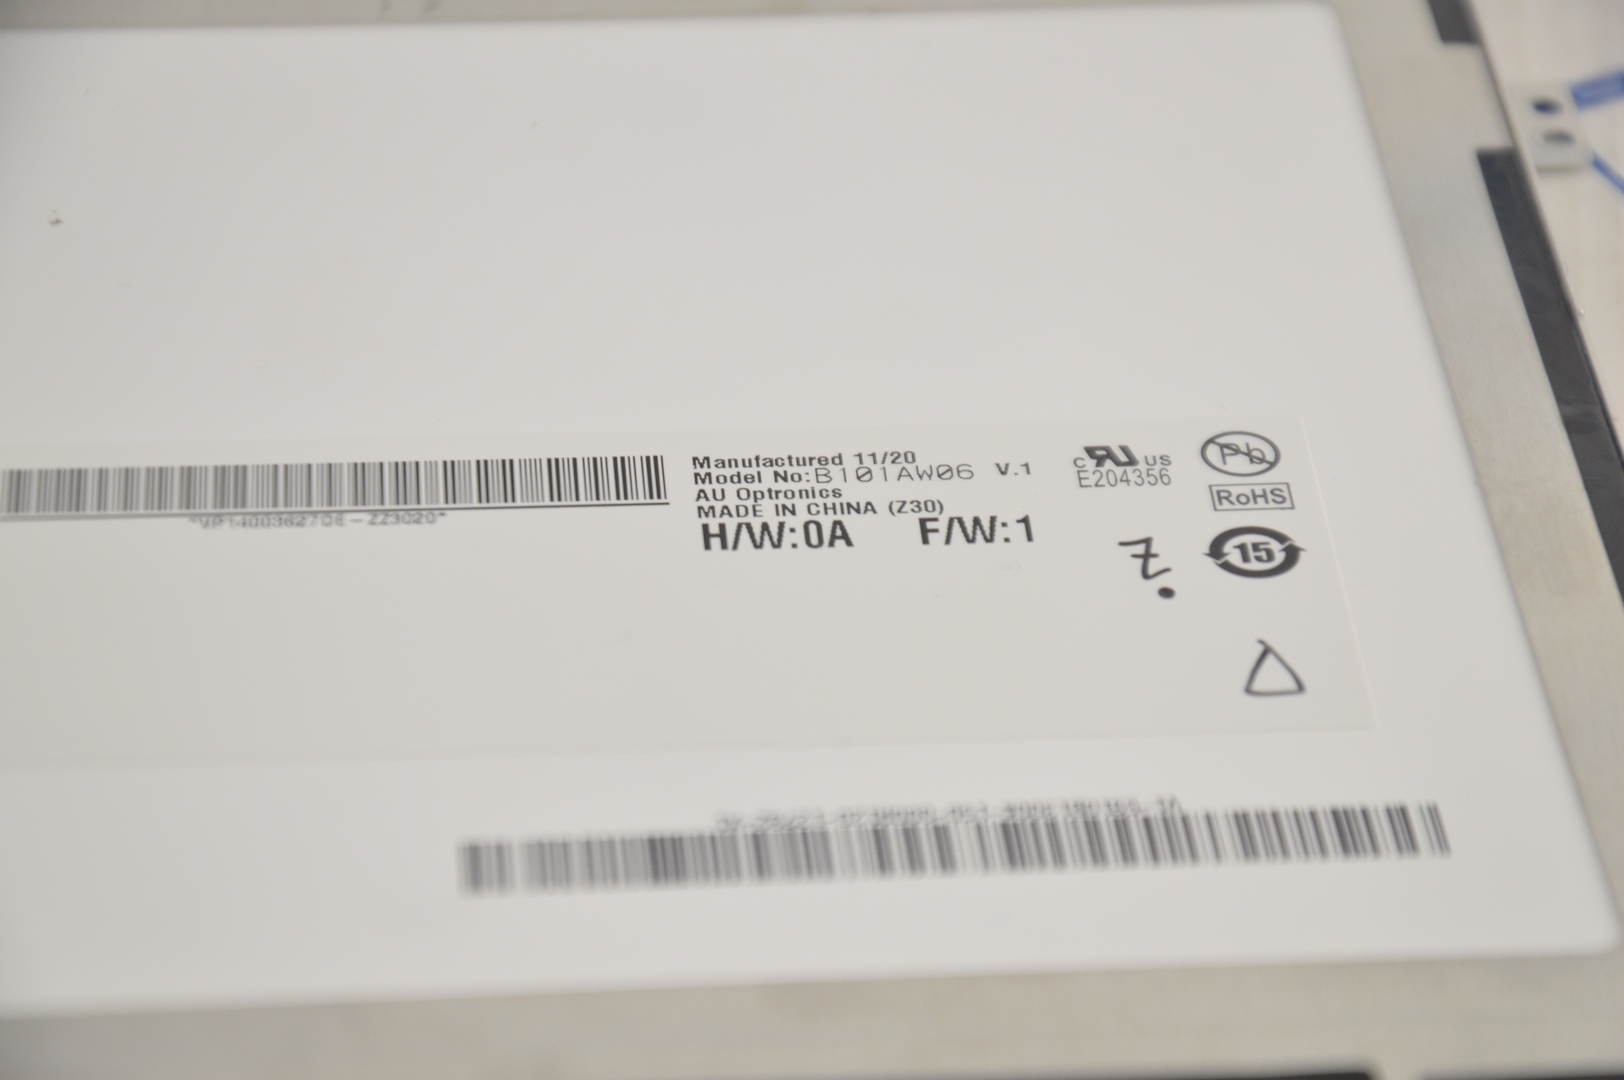 Manufactured 11/20
Model No: B101AW06 V.1
AU Optronics
MADE IN CHINA (Z30)
H/W:0A F/W:1
c RU US
E204356
Pb
RoHS
15
Z